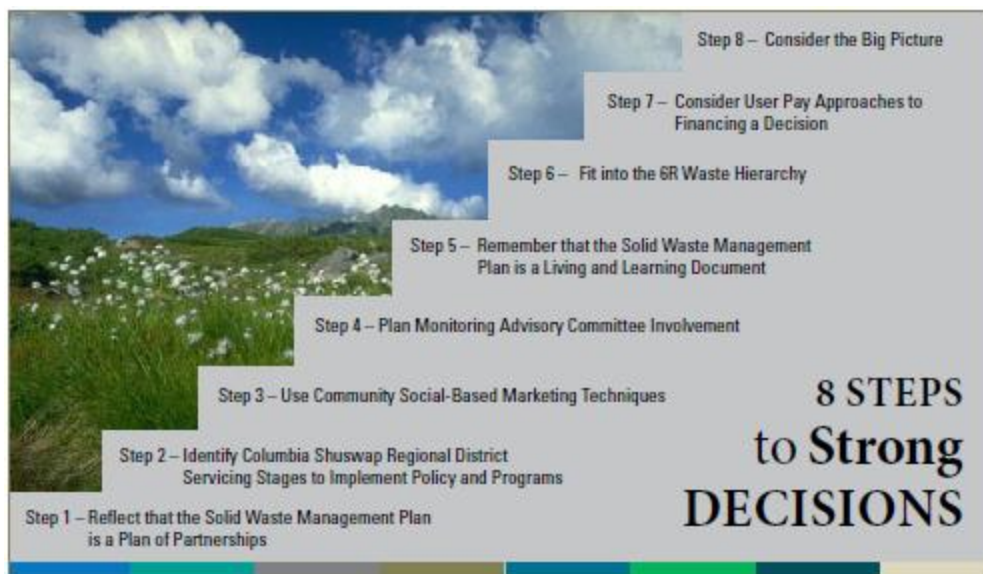 Step 8 – Consider the Big Picture
Step 7 – Consider User Pay Approaches to
Financing a Decision
Step 6 – Fit into the 6R Waste Hierarchy
Step 5 – Remember that the Solid Waste Management
Plan is a Living and Learning Document
Step 4 – Plan Monitoring Advisory Committee Involvement
Step 3 – Use Community Social-Based Marketing Techniques
Step 2 – Identify Columbia Shuswap Regional District
Servicing Stages to Implement Policy and Programs
Step 1 – Reflect that the Solid Waste Management Plan
is a Plan of Partnerships
8 STEPS
to Strong
DECISIONS